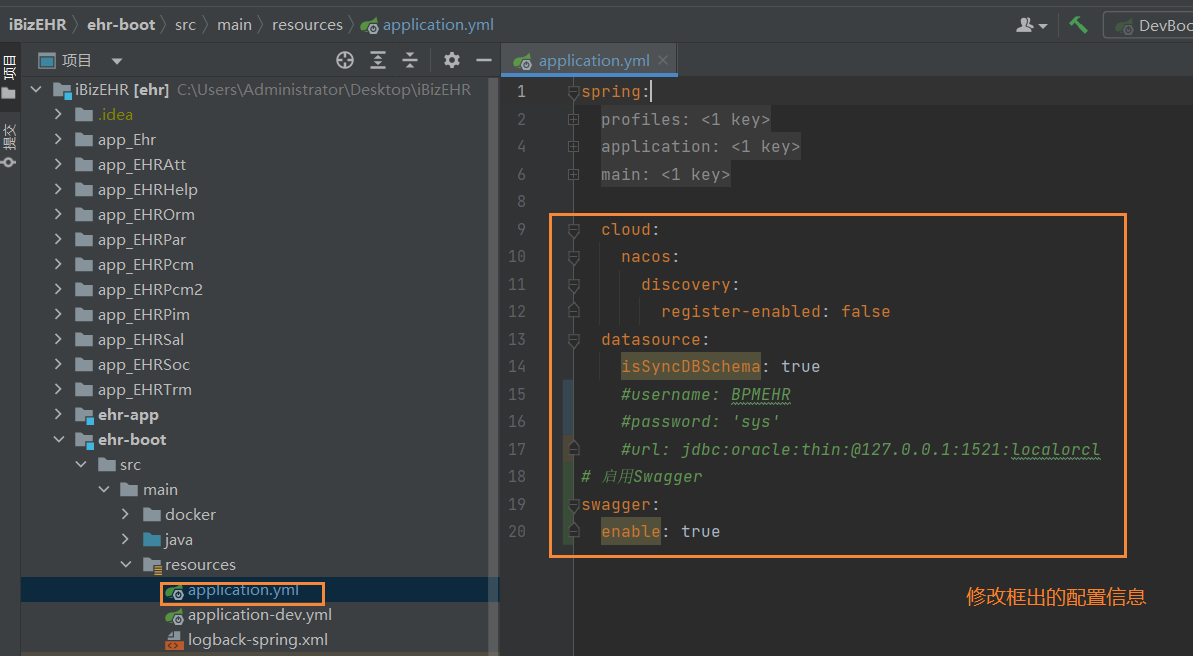 iBizEHR ehr-boot src main resources application.yml DevBoo
项目
application.yml
项目
提交
iBizEHR [ehr] C:\Users\Administrator\Desktop\iBizEHR
.idea
app_Ehr
app_EHRAtt
app_EHRHelp
app_EHROrm
app_EHRPar
app_EHRPcm
app_EHRPcm2
app_EHRPim
app_EHRSal
app_EHRSoc
app_EHRTrm
ehr-app
ehr-boot
src
main
docker
java
resources
application.yml
application-dev.yml
logback-spring.xml
1 spring:
2 profiles: <1 key>
4 application: <1 key>
6 main: <1 key>
8
9 cloud:
10 nacos:
11 discovery:
12 register-enabled: false
13 datasource:
14 isSyncDBSchema: true
15 #username: BPMEHR
16 #password: 'sys'
17 #url: jdbc:oracle:thin:@127.0.0.1:1521:localorcl
18 # 启用Swagger
19 swagger:
20 enable: true
修改框出的配置信息